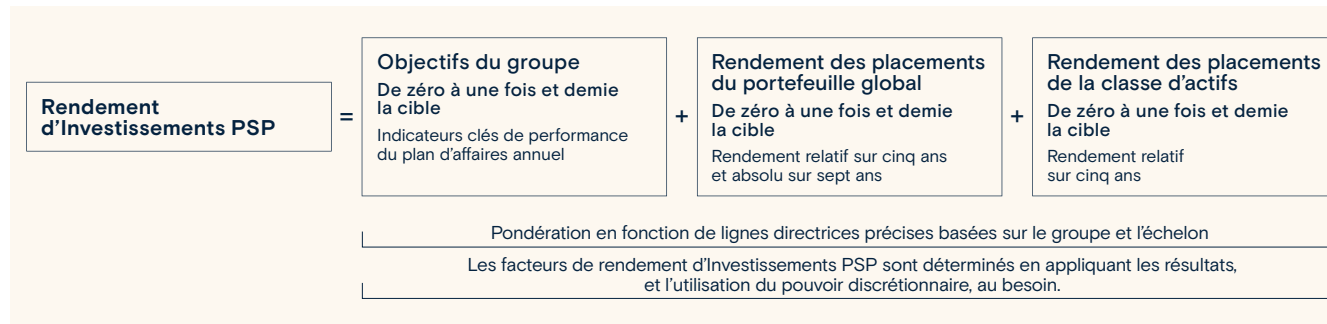 Rendement
d'Investissements PSP
=
Objectifs du groupe
De zéro à une fois et demie
la cible
Indicateurs clés de performance
du plan d'affaires annuel
+
Rendement des placements
du portefeuille global
De zéro à une fois et demie
la cible
Rendement relatif sur cinq ans
et absolu sur sept ans
+
Rendement des placements
de la classe d'actifs
De zéro à une fois et demie
la cible
Rendement relatif
sur cinq ans
Pondération en fonction de lignes directrices précises basées sur le groupe et l'échelon
Les facteurs de rendement d'Investissements PSP sont déterminés en appliquant les résultats,
et l'utilisation du pouvoir discrétionnaire, au besoin.